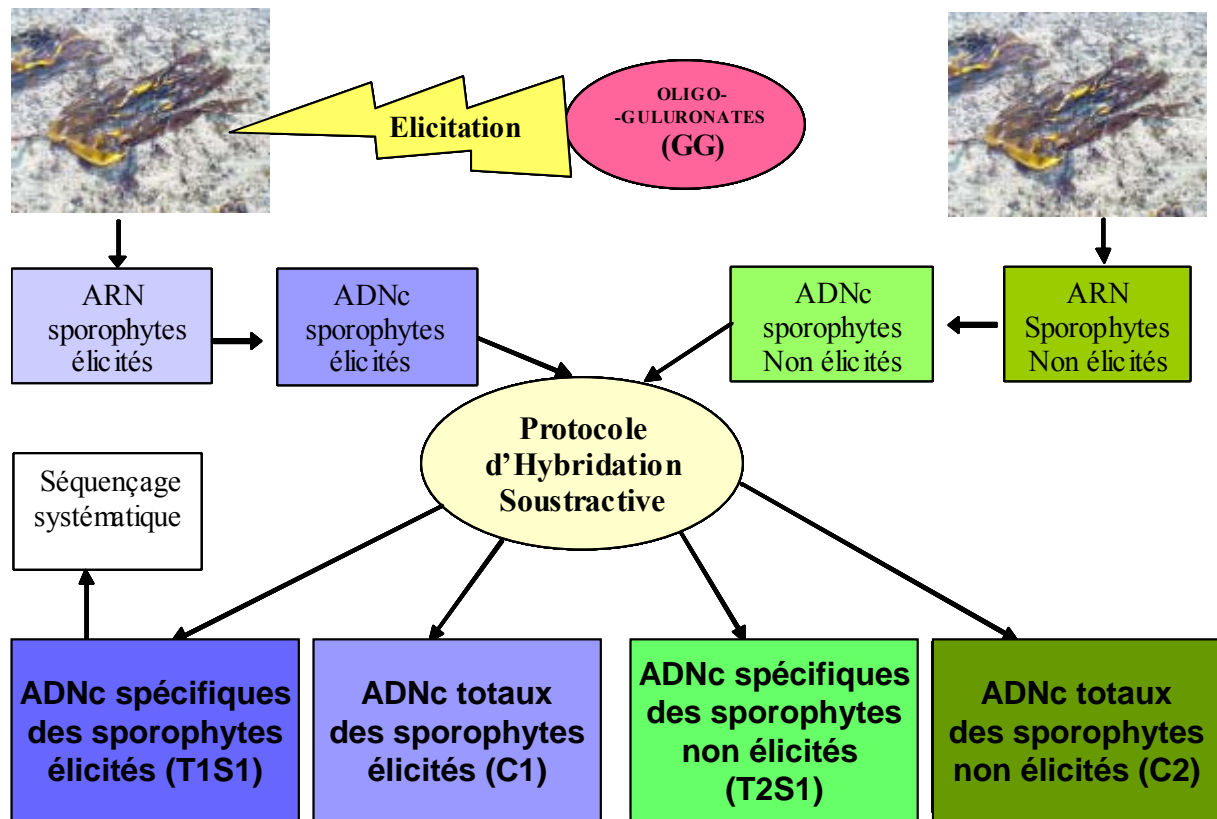 Elicitation
OLIGO-
-GULURONATES
(GG)
ARN
sporophytes
élicités
ADNc
sporophytes
élicités
ADNc
sporophytes
Non élicités
ARN
Sporophytes
Non élicités
Protocole
d'Hybridation
Soustractive
Séquençage
systématique
ADNc spécifiques
des sporophytes
élicités (T1S1)
ADNc totaux
des sporophytes
élicités (C1)
ADNc spécifiques
des sporophytes
non élicités
(T2S1)
ADNc totaux
des sporophytes
non élicités (C2)